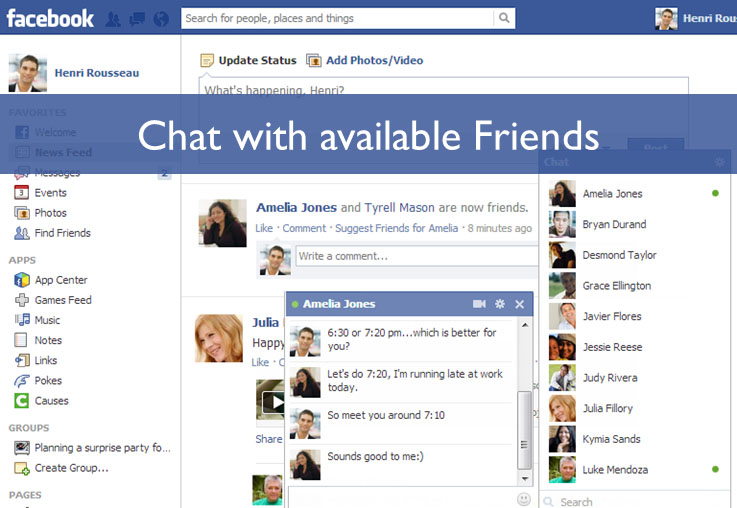 facebook
Search for people, places and things
Henri Rous
Henri Rousseau
Update Status Add Photos/Video
What's happening, Henri?
Chat with available Friends
Post
FAVORITES
Welcome
News Feed
Messages 2
Events
Photos
Find Friends
APPS
App Center
Games Feed
Music
Notes
Links
Pokes
Causes
GROUPS
Planning a surprise party fo...
Create Group...
PAGES
Amelia Jones and Tyrell Mason are now friends.
Like · Comment · Suggest Friends for Amelia · 8 minutes ago
Write a comment...
Julia
Happy
Like · C
Share
Amelia Jones
6:30 or 7:20 pm...which is better for
you?
Let's do 7:20, I'm running late at work
today.
So meet you around 7:10
Sounds good to me:)
Chat
Amelia Jones
Bryan Durand
Desmond Taylor
Grace Ellington
Javier Flores
Jessie Reese
Judy Rivera
Julia Fillory
Kymia Sands
Luke Mendoza
Search